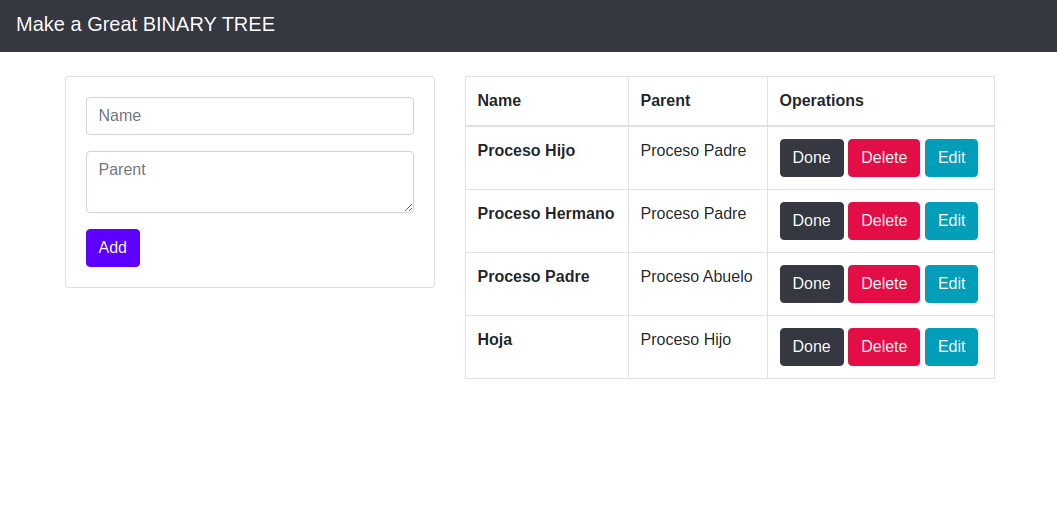 Make a Great BINARY TREE
Name
Parent
Add
Name Parent Operations
Proceso Hijo Proceso Padre Done Delete Edit
Proceso Hermano Proceso Padre Done Delete Edit
Proceso Padre Proceso Abuelo Done Delete Edit
Hoja Proceso Hijo Done Delete Edit